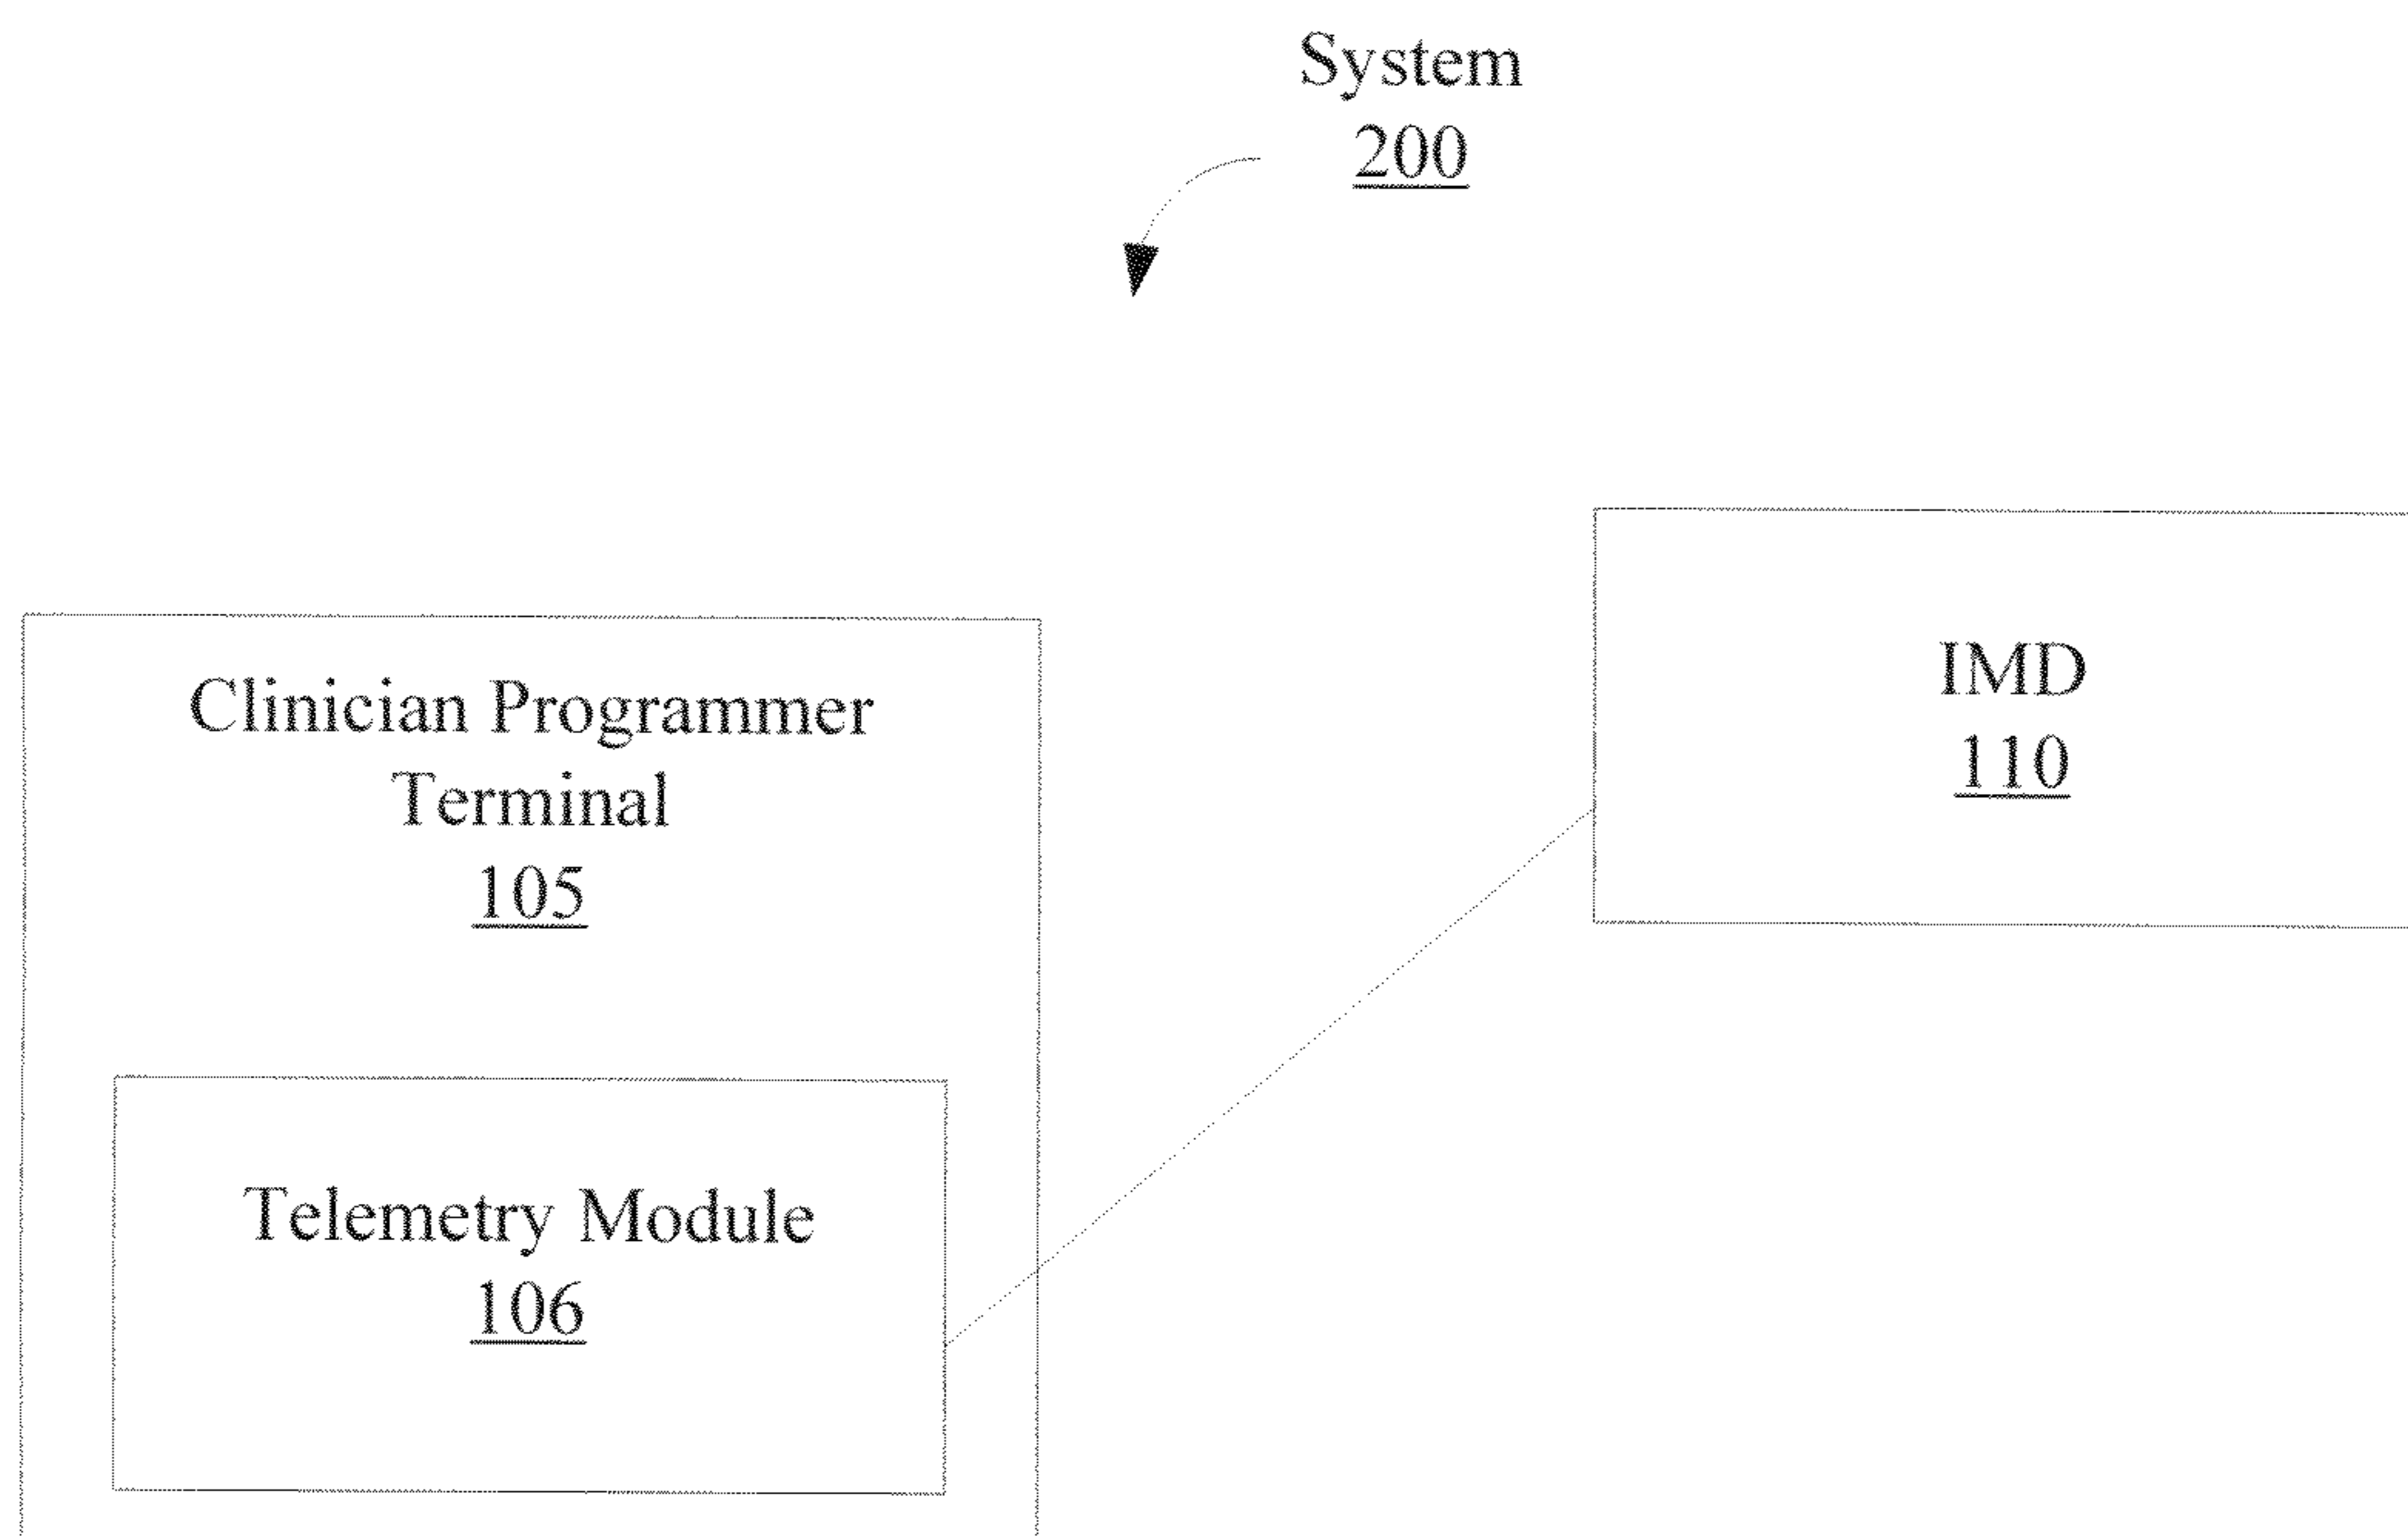 System
200
Clinician Programmer
Terminal
105
IMD
110
Telemetry Module
106